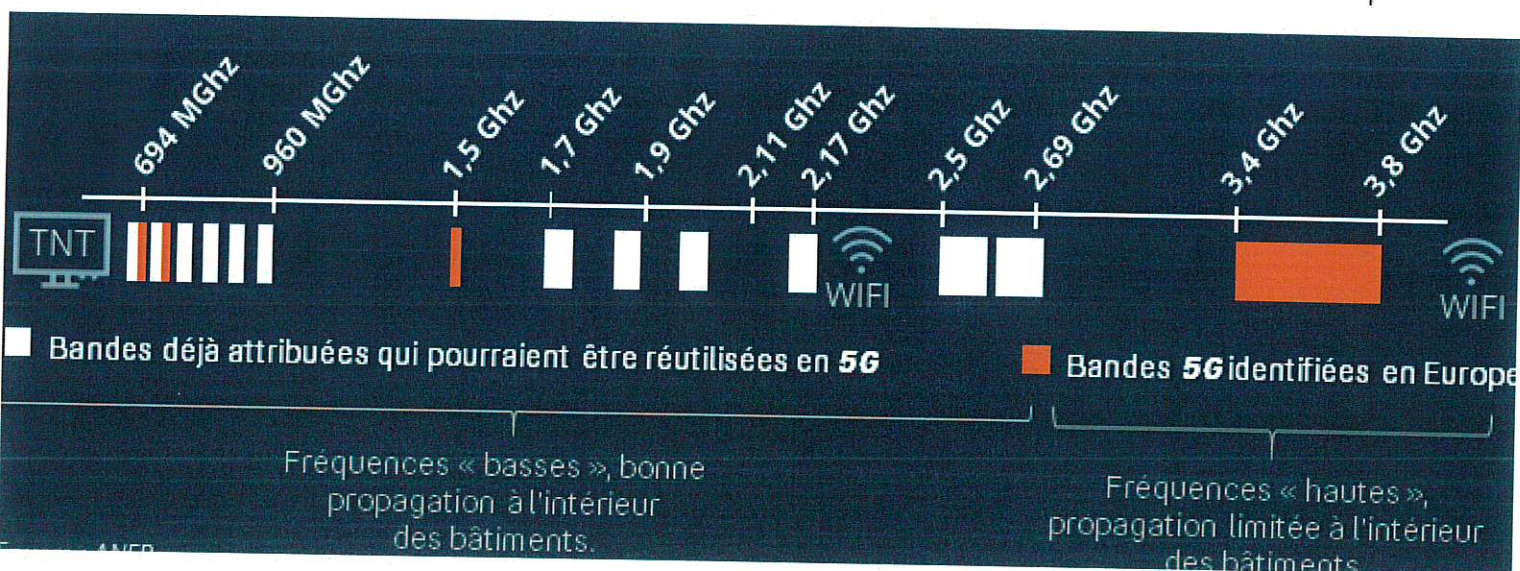 694 MGhz
960 MGhz
1,5 Ghz
1,7 Ghz
1,9 Ghz
2,11 Ghz
2,17 Ghz
2,5 Ghz
2,69 Ghz
3,4 Ghz
3,8 Ghz
TNT
WIFI
WIFI
Bandes déjà attribuées qui pourraient être réutilisées en 5G
Bandes 5G identifiées en Europe
Fréquences « basses », bonne
propagation à l'intérieur
des bâtiments.
Fréquences « hautes »,
propagation limitée à l'intérieur
des bâtiments